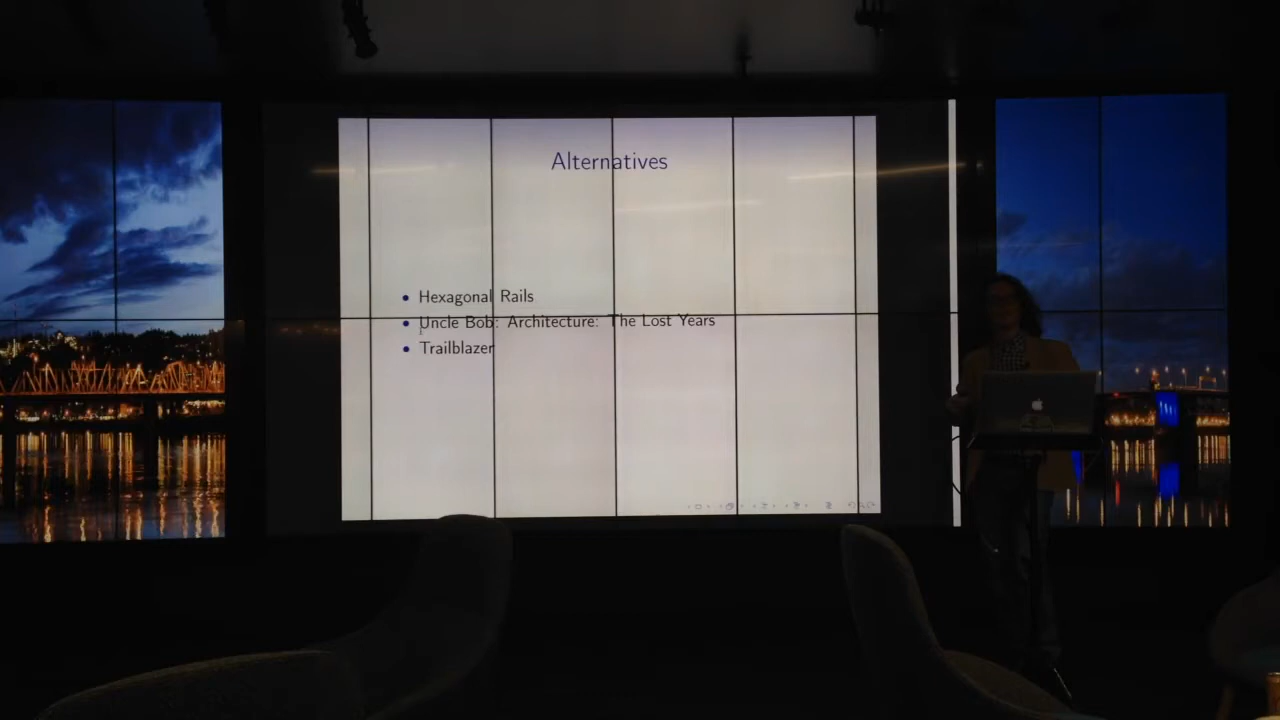 Alternatives
Hexagonal Rails
Uncle Bob: Architecture: The Lost Years
Trailblazer